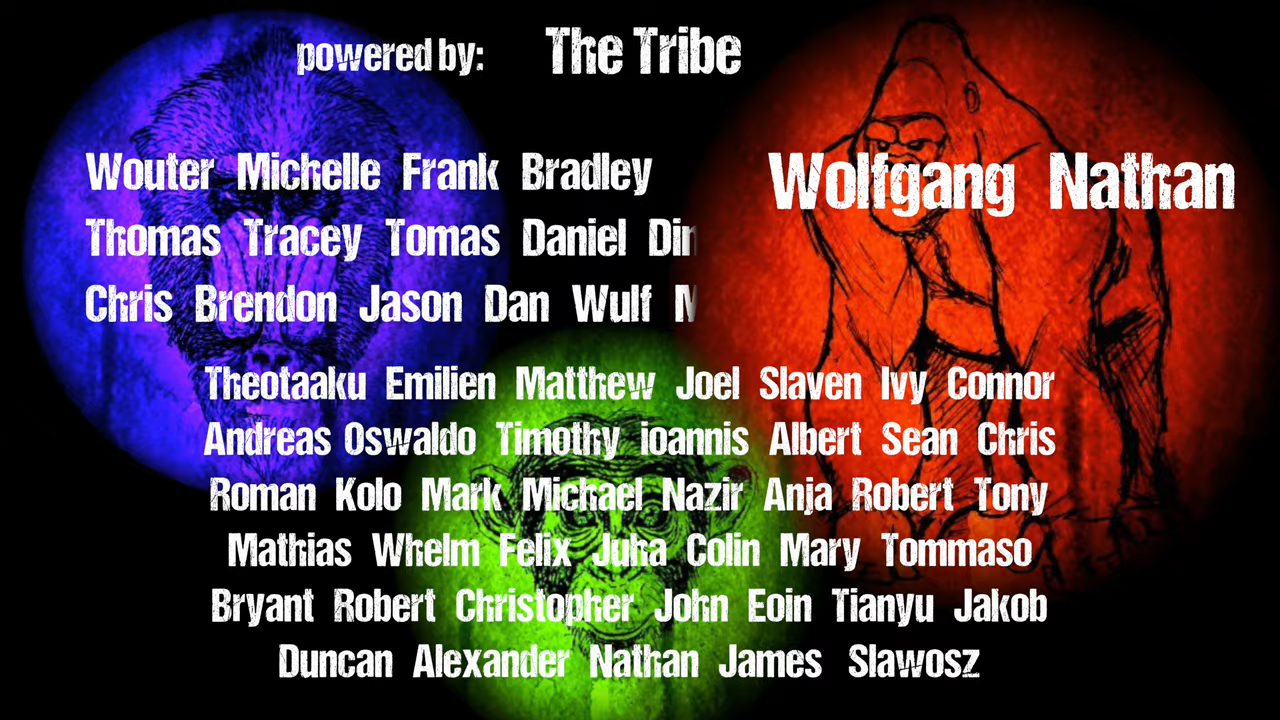 powered by: The Tribe
Wouter Michelle Frank Bradley
Thomas Tracey Tomas Daniel
Chris Brendon Jason Dan Wulf
Wolfgang Nathan
Theotaaku Emilien Matthew Joel Slaven Ivy Connor
Andreas Oswaldo Timothy ioannis Albert Sean Chris
Roman Kolo Mark Michael Nazir Anja Robert Tony
Mathias Whelm Felix Juha Colin Mary Tommaso
Bryant Robert Christopher John Eoin Tianyu Jakob
Duncan Alexander Nathan James Slawosz